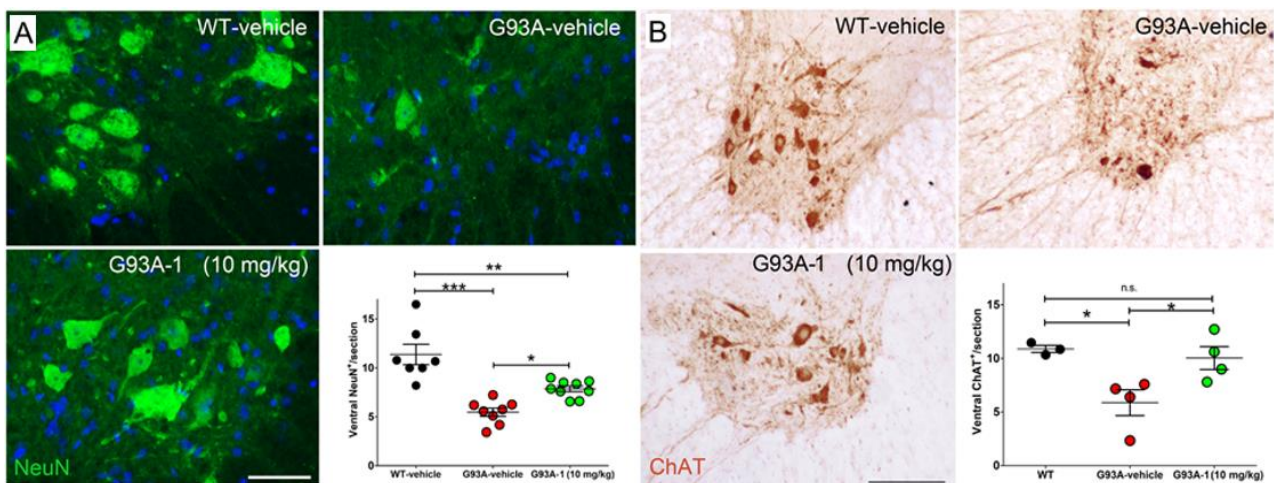 A
WT-vehicle
G93A-vehicle
G93A-1 (10 mg/kg)
NeuN
Ventral NeuN⁺/section
15
10
5
0
**
***
*
WT-vehicle
G93A-vehicle
G93A-1 (10 mg/kg)
B
WT-vehicle
G93A-vehicle
G93A-1 (10 mg/kg)
ChAT
Ventral ChAT⁺/section
15
10
5
0
n.s.
*
*
WT
G93A-vehicle
G93A-1 (10 mg/kg)